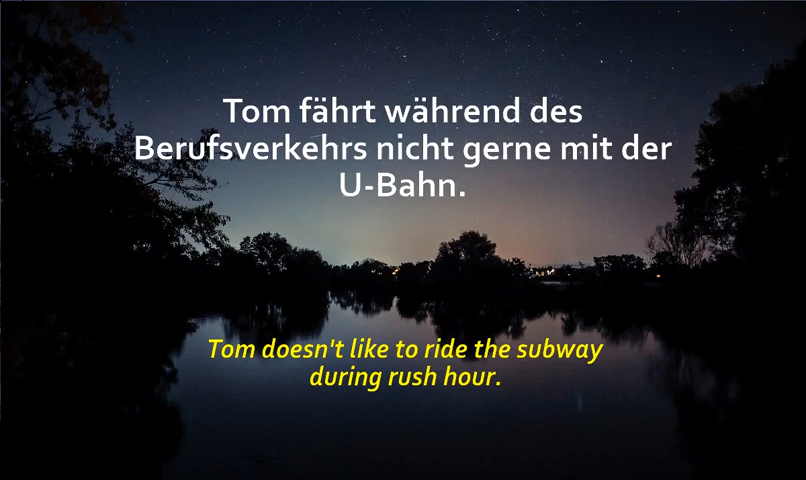 Tom fährt während des
Berufsverkehrs nicht gerne mit der
U-Bahn.
Tom doesn't like to ride the subway
during rush hour.